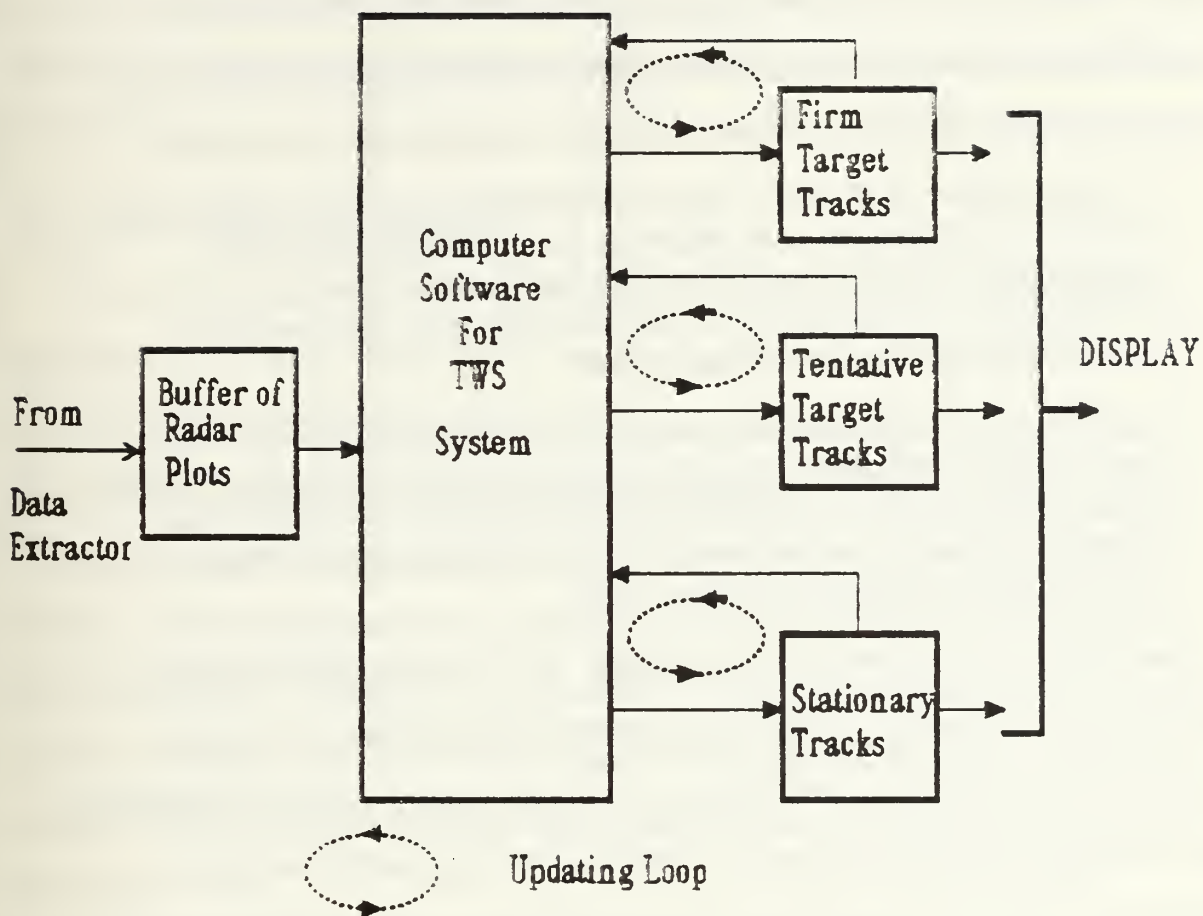 From
Data
Extractor
Buffer of
Radar
Plots
Computer
Software
For
TWS
System
Firm
Target
Tracks
Tentative
Target
Tracks
Stationary
Tracks
DISPLAY
Updating Loop